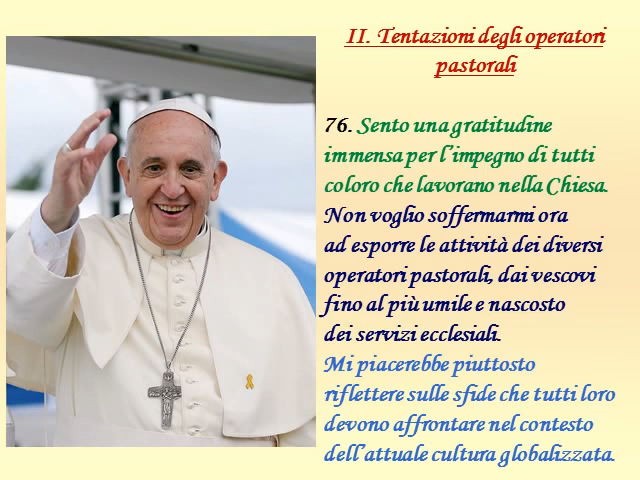 II. Tentazioni degli operatori
pastorali
76. Sento una gratitudine
immensa per l'impegno di tutti
coloro che lavorano nella Chiesa.
Non voglio soffermarmi ora
ad esporre le attività dei diversi
operatori pastorali, dai vescovi
fino al più umile e nascosto
dei servizi ecclesiali.
Mi piacerebbe piuttosto
riflettere sulle sfide che tutti loro
devono affrontare nel contesto
dell'attuale cultura globalizzata.